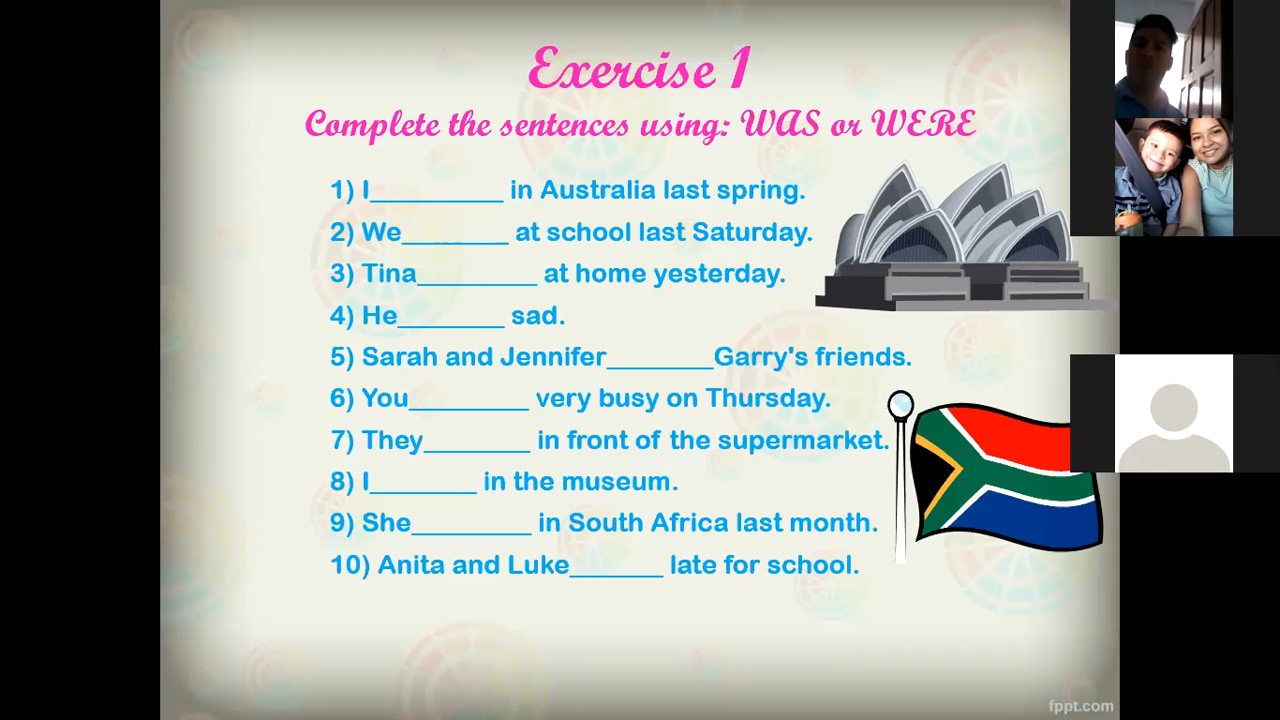 Exercise 1
Complete the sentences using: WAS or WERE
1) I__________ in Australia last spring.
2) We________ at school last Saturday.
3) Tina_________ at home yesterday.
4) He________ sad.
5) Sarah and Jennifer________Garry's friends.
6) You_________ very busy on Thursday.
7) They________ in front of the supermarket.
8) I________ in the museum.
9) She_________ in South Africa last month.
10) Anita and Luke_______ late for school.
fppt.com